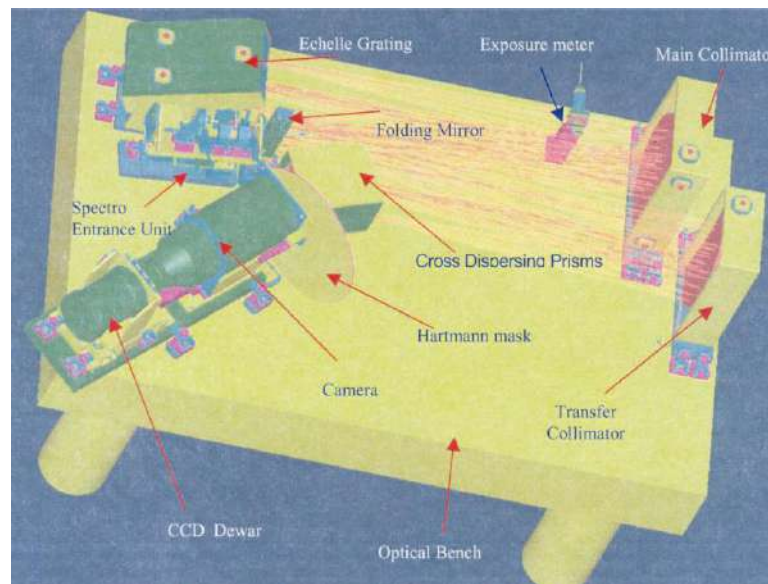 Echelle Grating
Exposure meter
Main Collimato
Folding Mirror
Spectro
Entrance Unit
Cross Dispersing Prisms
Hartmann mask
Camera
Transfer
Collimator
CCD Dewar
Optical Bench